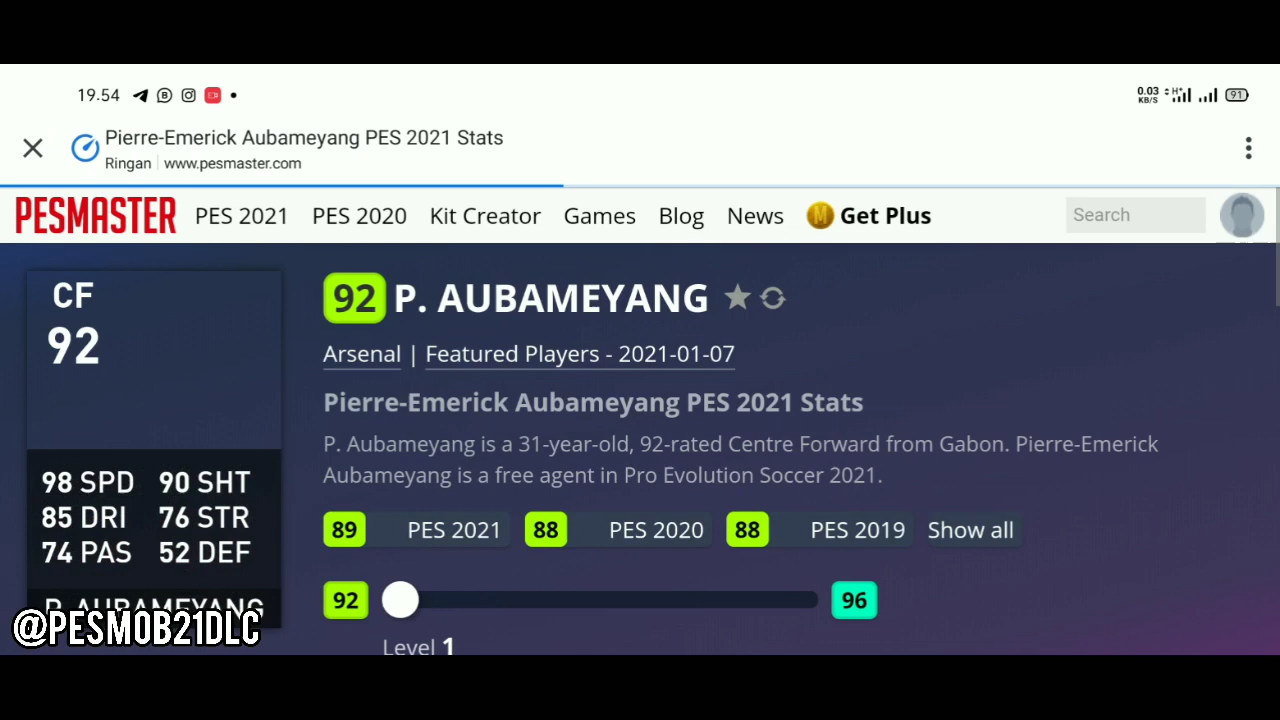 19.54
0.03 KB/S H+ 91
Pierre-Emerick Aubameyang PES 2021 Stats
Ringan www.pesmaster.com
PESMASTER PES 2021 PES 2020 Kit Creator Games Blog News Get Plus Search
CF
92
98 SPD 90 SHT
85 DRI 76 STR
74 PAS 52 DEF
P. AUBAMEYANG
92 P. AUBAMEYANG
Arsenal | Featured Players - 2021-01-07
Pierre-Emerick Aubameyang PES 2021 Stats
P. Aubameyang is a 31-year-old, 92-rated Centre Forward from Gabon. Pierre-Emerick
Aubameyang is a free agent in Pro Evolution Soccer 2021.
89 PES 2021 88 PES 2020 88 PES 2019 Show all
92 96
Level 1
@PESMOB21DLC